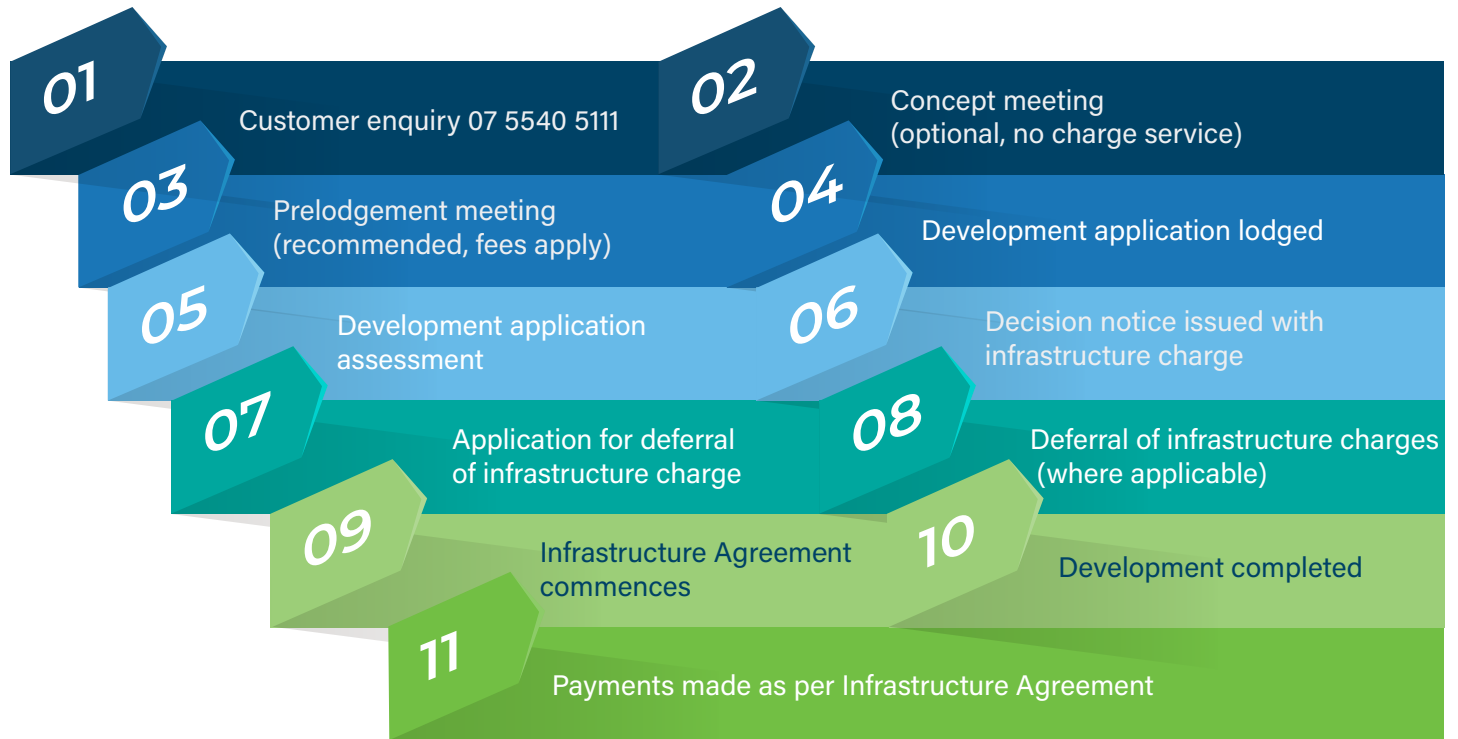 01
Customer enquiry 07 5540 5111
02
Concept meeting
(optional, no charge service)
03
Prelodgement meeting
(recommended, fees apply)
04
Development application lodged
05
Development application
assessment
06
Decision notice issued with
infrastructure charge
07
Application for deferral
of infrastructure charge
08
Deferral of infrastructure charges
(where applicable)
09
Infrastructure Agreement
commences
10
Development completed
11
Payments made as per Infrastructure Agreement